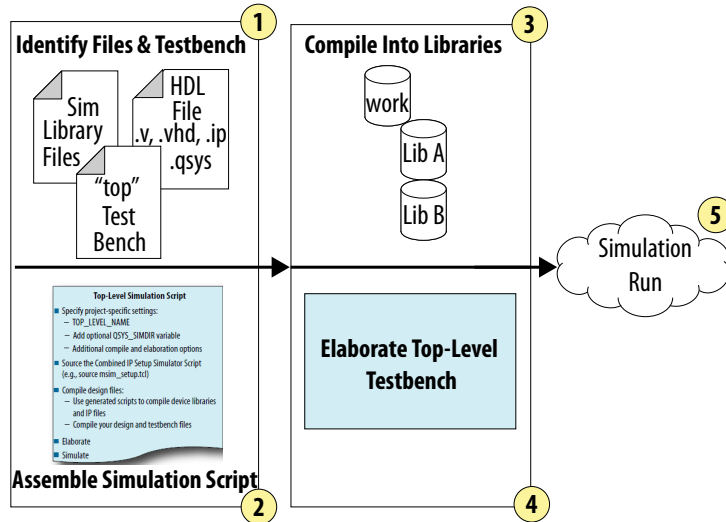 1
Identify Files & Testbench
Sim
Library
Files
HDL
File
.v, .vhd, .ip
.qsys
“top”
Test
Bench
Top-Level Simulation Script
Specify project-specific settings:
– TOP_LEVEL_NAME
– Add optional QSYS_SIMDIR variable
– Additional compile and elaboration options
Source the Combined IP Setup Simulator Script
(e.g., source msim_setup.tcl)
Compile design files:
– Use generated scripts to compile device libraries
and IP files
– Compile your design and testbench files
Elaborate
Simulate
Assemble Simulation Script
2
3
Compile Into Libraries
work
Lib A
Lib B
Elaborate Top-Level
Testbench
4
5
Simulation
Run